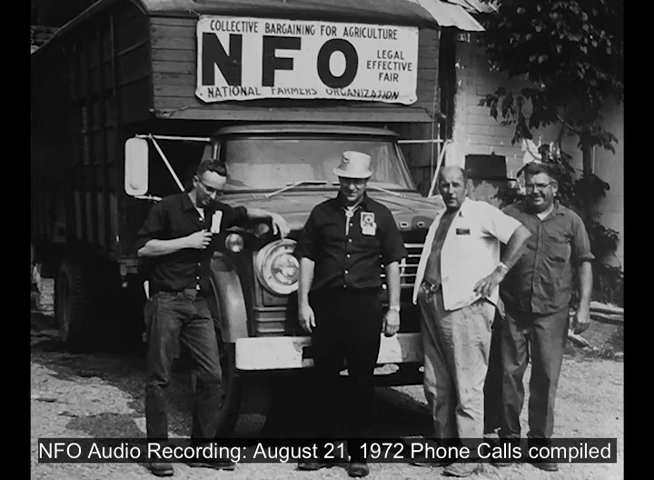 COLLECTIVE BARGAINING FOR AGRICULTURE
NFO
LEGAL
EFFECTIVE
FAIR
NATIONAL FARMERS ORGANIZATION
NFO Audio Recording: August 21, 1972 Phone Calls compiled